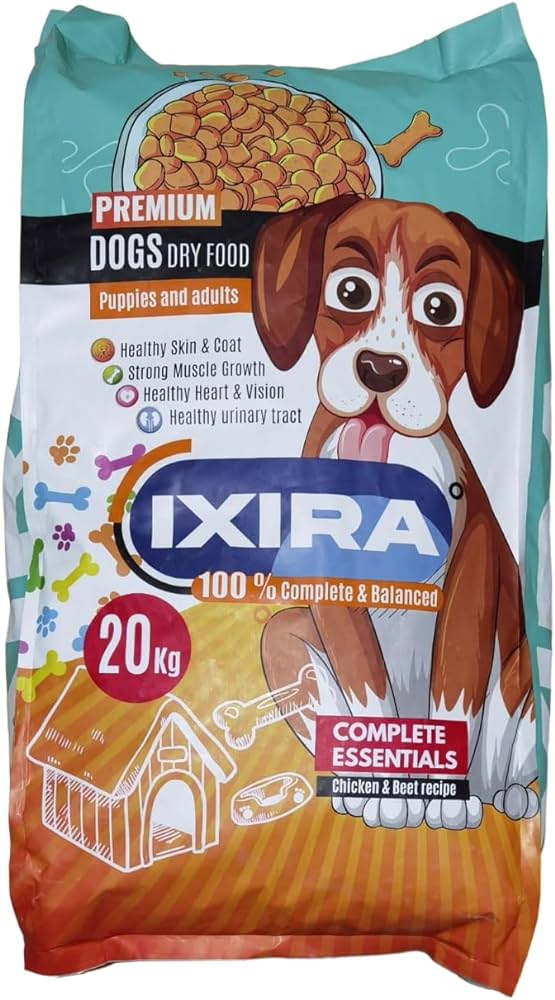 PREMIUM
DOGS DRY FOOD
Puppies and adults
Healthy Skin & Coat
Strong Muscle Growth
Healthy Heart & Vision
Healthy urinary tract
IXIRA
100 % Complete & Balanced
20Kg
COMPLETE
ESSENTIALS
Chicken & Beet recipe